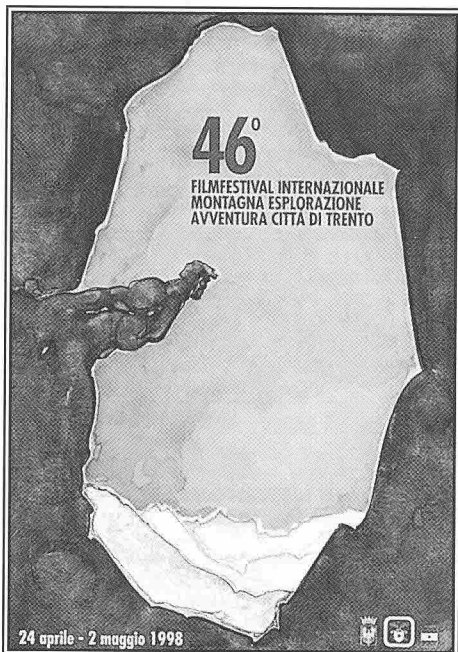 46°
FILMFESTIVAL INTERNAZIONALE
MONTAGNA ESPLORAZIONE
AVVENTURA CITTÀ DI TRENTO
24 aprile - 2 maggio 1998